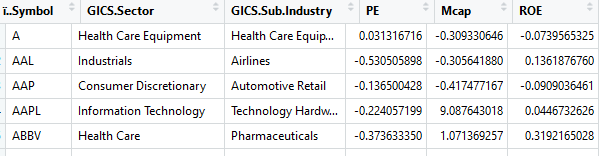 ï..Symbol GICS.Sector GICS.Sub.Industry PE Mcap ROE
A Health Care Equipment Health Care Equip... 0.031316716 -0.309330646 -0.0739565325
AAL Industrials Airlines -0.530505898 -0.305641880 0.1361876760
AAP Consumer Discretionary Automotive Retail -0.136500428 -0.417477167 -0.0909036461
AAPL Information Technology Technology Hardw... -0.224057199 9.087643018 0.0446732626
ABBV Health Care Pharmaceuticals -0.373633350 1.071369257 0.3192165028